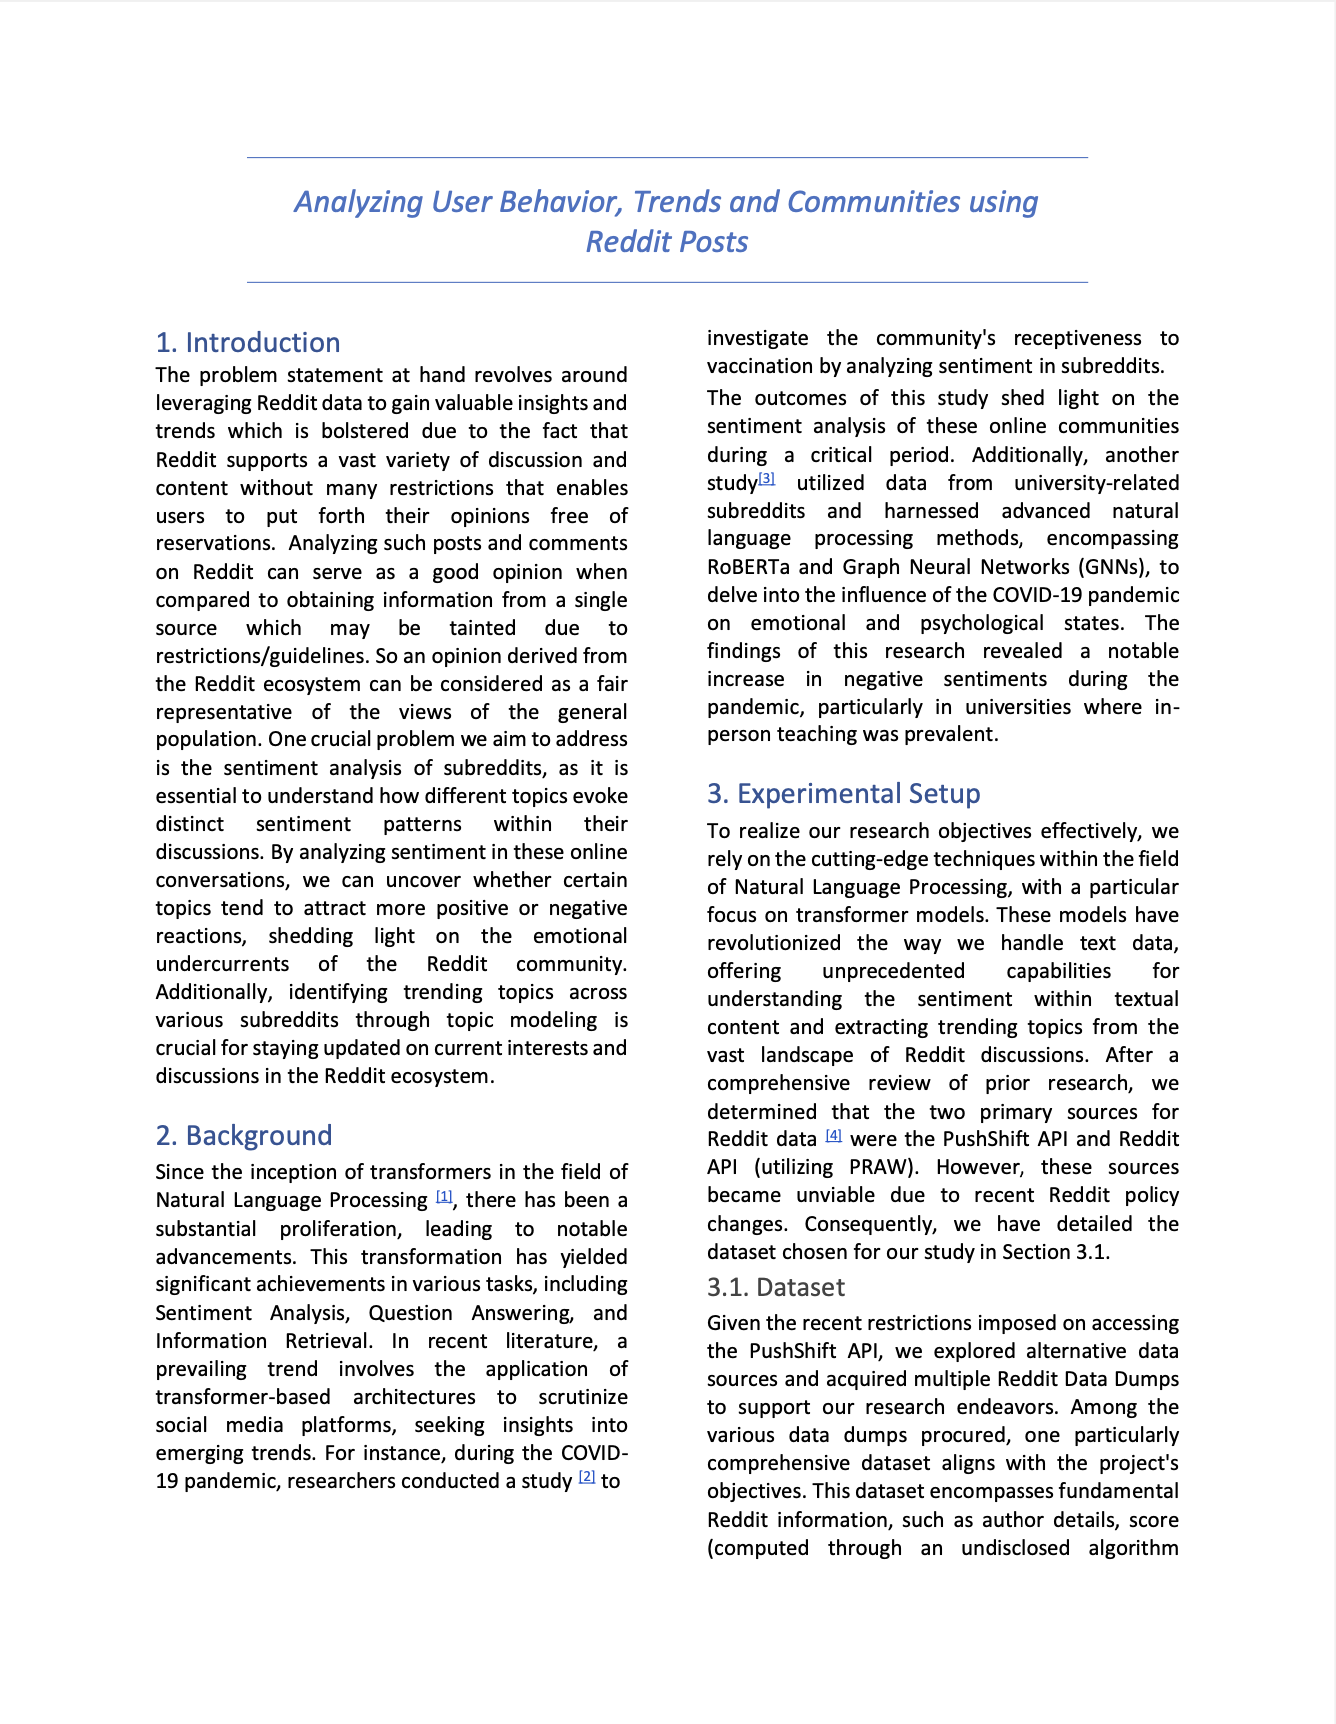 Analyzing User Behavior, Trends and Communities using
Reddit Posts
1. Introduction
The problem statement at hand revolves around
leveraging Reddit data to gain valuable insights and
trends which is bolstered due to the fact that
Reddit supports a vast variety of discussion and
content without many restrictions that enables
users to put forth their opinions free of
reservations. Analyzing such posts and comments
on Reddit can serve as a good opinion when
compared to obtaining information from a single
source which may be tainted due to
restrictions/guidelines. So an opinion derived from
the Reddit ecosystem can be considered as a fair
representative of the views of the general
population. One crucial problem we aim to address
is the sentiment analysis of subreddits, as it is
essential to understand how different topics evoke
distinct sentiment patterns within their
discussions. By analyzing sentiment in these online
conversations, we can uncover whether certain
topics tend to attract more positive or negative
reactions, shedding light on the emotional
undercurrents of the Reddit community.
Additionally, identifying trending topics across
various subreddits through topic modeling is
crucial for staying updated on current interests and
discussions in the Reddit ecosystem.
2. Background
Since the inception of transformers in the field of
Natural Language Processing [1], there has been a
substantial proliferation, leading to notable
advancements. This transformation has yielded
significant achievements in various tasks, including
Sentiment Analysis, Question Answering, and
Information Retrieval. In recent literature, a
prevailing trend involves the application of
transformer-based architectures to scrutinize
social media platforms, seeking insights into
emerging trends. For instance, during the COVID-
19 pandemic, researchers conducted a study [2] to
investigate the community's receptiveness to
vaccination by analyzing sentiment in subreddits.
The outcomes of this study shed light on the
sentiment analysis of these online communities
during a critical period. Additionally, another
study[3] utilized data from university-related
subreddits and harnessed advanced natural
language processing methods, encompassing
RoBERTa and Graph Neural Networks (GNNs), to
delve into the influence of the COVID-19 pandemic
on emotional and psychological states. The
findings of this research revealed a notable
increase in negative sentiments during the
pandemic, particularly in universities where in-
person teaching was prevalent.
3. Experimental Setup
To realize our research objectives effectively, we
rely on the cutting-edge techniques within the field
of Natural Language Processing, with a particular
focus on transformer models. These models have
revolutionized the way we handle text data,
offering unprecedented capabilities for
understanding the sentiment within textual
content and extracting trending topics from the
vast landscape of Reddit discussions. After a
comprehensive review of prior research, we
determined that the two primary sources for
Reddit data [4] were the PushShift API and Reddit
API (utilizing PRAW). However, these sources
became unviable due to recent Reddit policy
changes. Consequently, we have detailed the
dataset chosen for our study in Section 3.1.
3.1. Dataset
Given the recent restrictions imposed on accessing
the PushShift API, we explored alternative data
sources and acquired multiple Reddit Data Dumps
to support our research endeavors. Among the
various data dumps procured, one particularly
comprehensive dataset aligns with the project's
objectives. This dataset encompasses fundamental
Reddit information, such as author details, score
(computed through an undisclosed algorithm